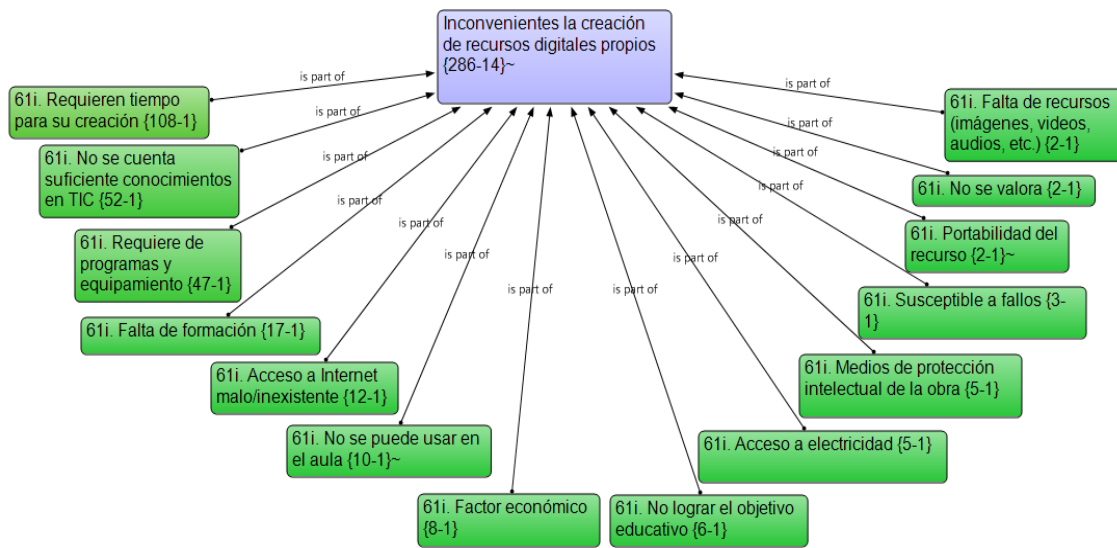 Inconvenientes la creación
de recursos digitales propios
{286-14}~
is part of
is part of
is part of
is part of
is part of
is part of
is part of
is part of
is part of
is part of
is part of
is part of
is part of
is part of
61i. Requieren tiempo
para su creación {108-1}
61i. No se cuenta
suficiente conocimientos
en TIC {52-1}
61i. Requiere de
programas y
equipamiento {47-1}
61i. Falta de formación {17-1}
61i. Acceso a Internet
malo/inexistente {12-1}
61i. No se puede usar en
el aula {10-1}~
61i. Factor económico
{8-1}
61i. No lograr el objetivo
educativo {6-1}
61i. Acceso a electricidad {5-1}
61i. Medios de protección
intelectual de la obra {5-1}
61i. Susceptible a fallos {3-
1}
61i. Portabilidad del
recurso {2-1}~
61i. No se valora {2-1}
61i. Falta de recursos
(imágenes, videos,
audios, etc.) {2-1}